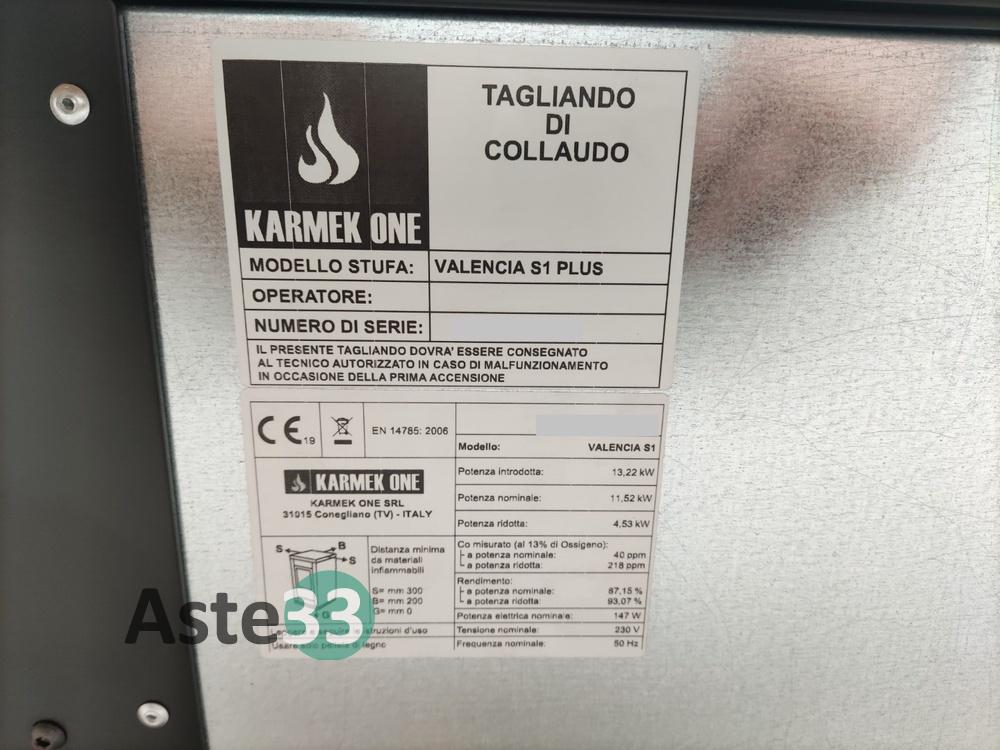 TAGLIANDO
DI
COLLAUDO
KARMEK ONE
MODELLO STUFA: VALENCIA S1 PLUS
OPERATORE:
NUMERO DI SERIE:
IL PRESENTE TAGLIANDO DOVRA' ESSERE CONSEGNATO
AL TECNICO AUTORIZZATO IN CASO DI MALFUNZIONAMENTO
IN OCCASIONE DELLA PRIMA ACCENSIONE
CE 19 EN 14785: 2006
Modello: VALENCIA S1
KARMEK ONE
KARMEK ONE SRL
31015 Conegliano (TV) - ITALY
Potenza introdotta: 13,22 kW
Potenza nominale: 11,52 kW
Potenza ridotta: 4,53 kW
S B S G
Distanza minima
da materiali
infiammabili
S= mm 300
B= mm 200
G= mm 0
Co misurato (al 13% di Ossigeno):
a potenza nominale: 40 ppm
a potenza ridotta: 218 ppm
Rendimento:
a potenza nominale: 87,15 %
a potenza ridotta: 93,07 %
Potenza elettrica nominale: 147 W
Tensione nominale: 230 V
Frequenza nominale: 50 Hz
istruzioni d'uso
Usare solo legno
Aste33